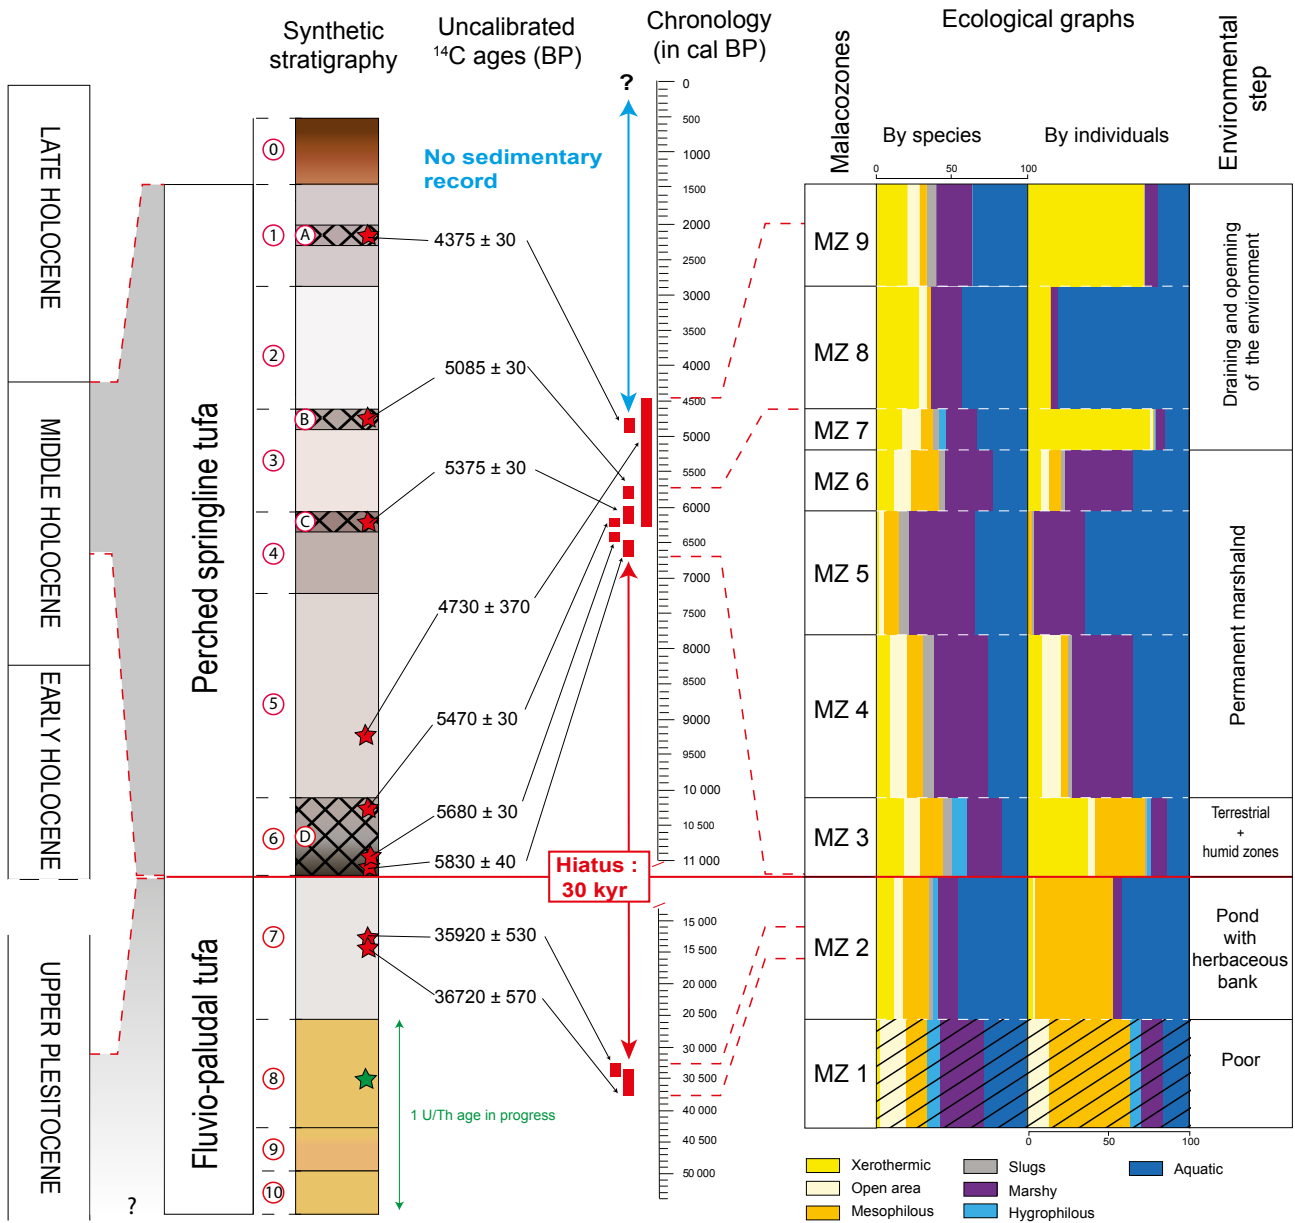 Synthetic
stratigraphy
Uncalibrated
¹⁴C ages (BP)
Chronology
(in cal BP)
Malacozones
Ecological graphs
By species
By individuals
Environmental
step
0
50
100
LATE HOLOCENE
MIDDLE HOLOCENE
EARLY HOLOCENE
UPPER PLESITOCENE
?
Perched springline tufa
Fluvio-paludal tufa
0
1
2
3
4
5
6
7
8
9
10
A
B
C
D
No sedimentary
record
?
4375 ± 30
5085 ± 30
5375 ± 30
4730 ± 370
5470 ± 30
5680 ± 30
5830 ± 40
35920 ± 530
36720 ± 570
1 U/Th age in progress
Hiatus :
30 kyr
0
500
1000
1500
2000
2500
3000
3500
4000
4500
5000
5500
6000
6500
7000
7500
8000
8500
9000
9500
10 000
10 500
11 000
15 000
15 500
20 000
20 500
30 000
30 500
40 000
40 500
50 000
MZ 9
MZ 8
MZ 7
MZ 6
MZ 5
MZ 4
MZ 3
MZ 2
MZ 1
Draining and openning
of the environment
Permanent marshalnd
Terrestrial
+
humid zones
Pond
with
herbaceous
bank
Poor
0
50
100
Xerothermic
Open area
Mesophilous
Slugs
Marshy
Hygrophilous
Aquatic